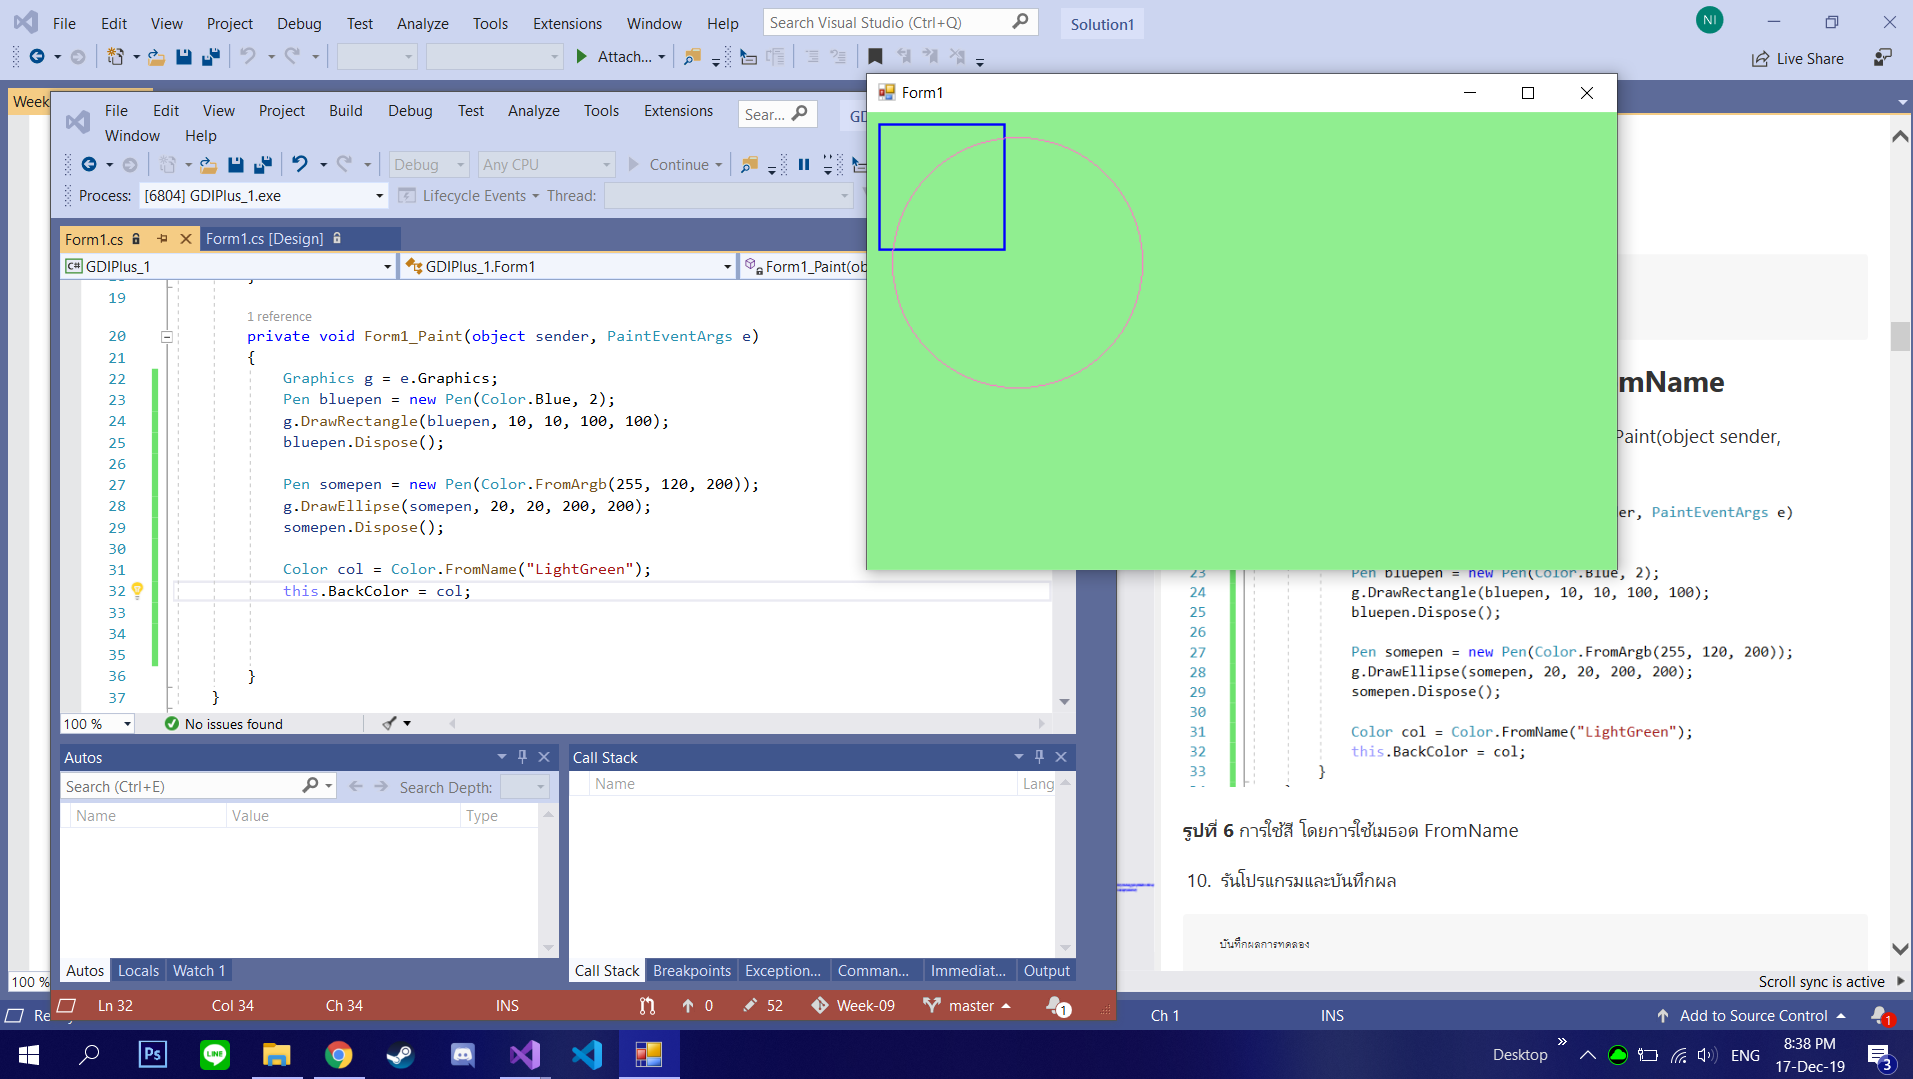 File Edit View Project Debug Test Analyze Tools Extensions Window Help Search Visual Studio (Ctrl+Q) Solution1 NI
Attach... Live Share
Week
File Edit View Project Build Debug Test Analyze Tools Extensions Sear...
Window Help
Debug Any CPU Continue
Process: [6804] GDIPlus_1.exe Lifecycle Events Thread:
Form1.cs Form1.cs [Design]
GDIPlus_1 GDIPlus_1.Form1 Form1_Paint(ob
19
1 reference
20 private void Form1_Paint(object sender, PaintEventArgs e)
21 {
22 Graphics g = e.Graphics;
23 Pen bluepen = new Pen(Color.Blue, 2);
24 g.DrawRectangle(bluepen, 10, 10, 100, 100);
25 bluepen.Dispose();
26
27 Pen somepen = new Pen(Color.FromArgb(255, 120, 200));
28 g.DrawEllipse(somepen, 20, 20, 200, 200);
29 somepen.Dispose();
30
31 Color col = Color.FromName("LightGreen");
32 this.BackColor = col;
33
34
35
36 }
37 }
100 % No issues found
Autos
Search (Ctrl+E) Search Depth:
Name Value Type
Autos Locals Watch 1
Call Stack
Name Lang
Call Stack Breakpoints Exception... Comman... Immediat... Output
Ln 32 Col 34 Ch 34 INS 0 52 Week-09 master 1
Form1
mName
Paint(object sender,
er, PaintEventArgs e)
23 Pen bluepen = new Pen(Color.Blue, 2);
24 g.DrawRectangle(bluepen, 10, 10, 100, 100);
25 bluepen.Dispose();
26
27 Pen somepen = new Pen(Color.FromArgb(255, 120, 200));
28 g.DrawEllipse(somepen, 20, 20, 200, 200);
29 somepen.Dispose();
30
31 Color col = Color.FromName("LightGreen");
32 this.BackColor = col;
33 }
รูปที่ 6 การใช้สี โดยการใช้เมธอด FromName
10. รันโปรแกรมและบันทึกผล
บันทึกผลการทดลอง
100 % Scroll sync is active
Re Ch 1 INS Add to Source Control 1
Ps LINE Desktop ENG 8:38 PM
17-Dec-19 3